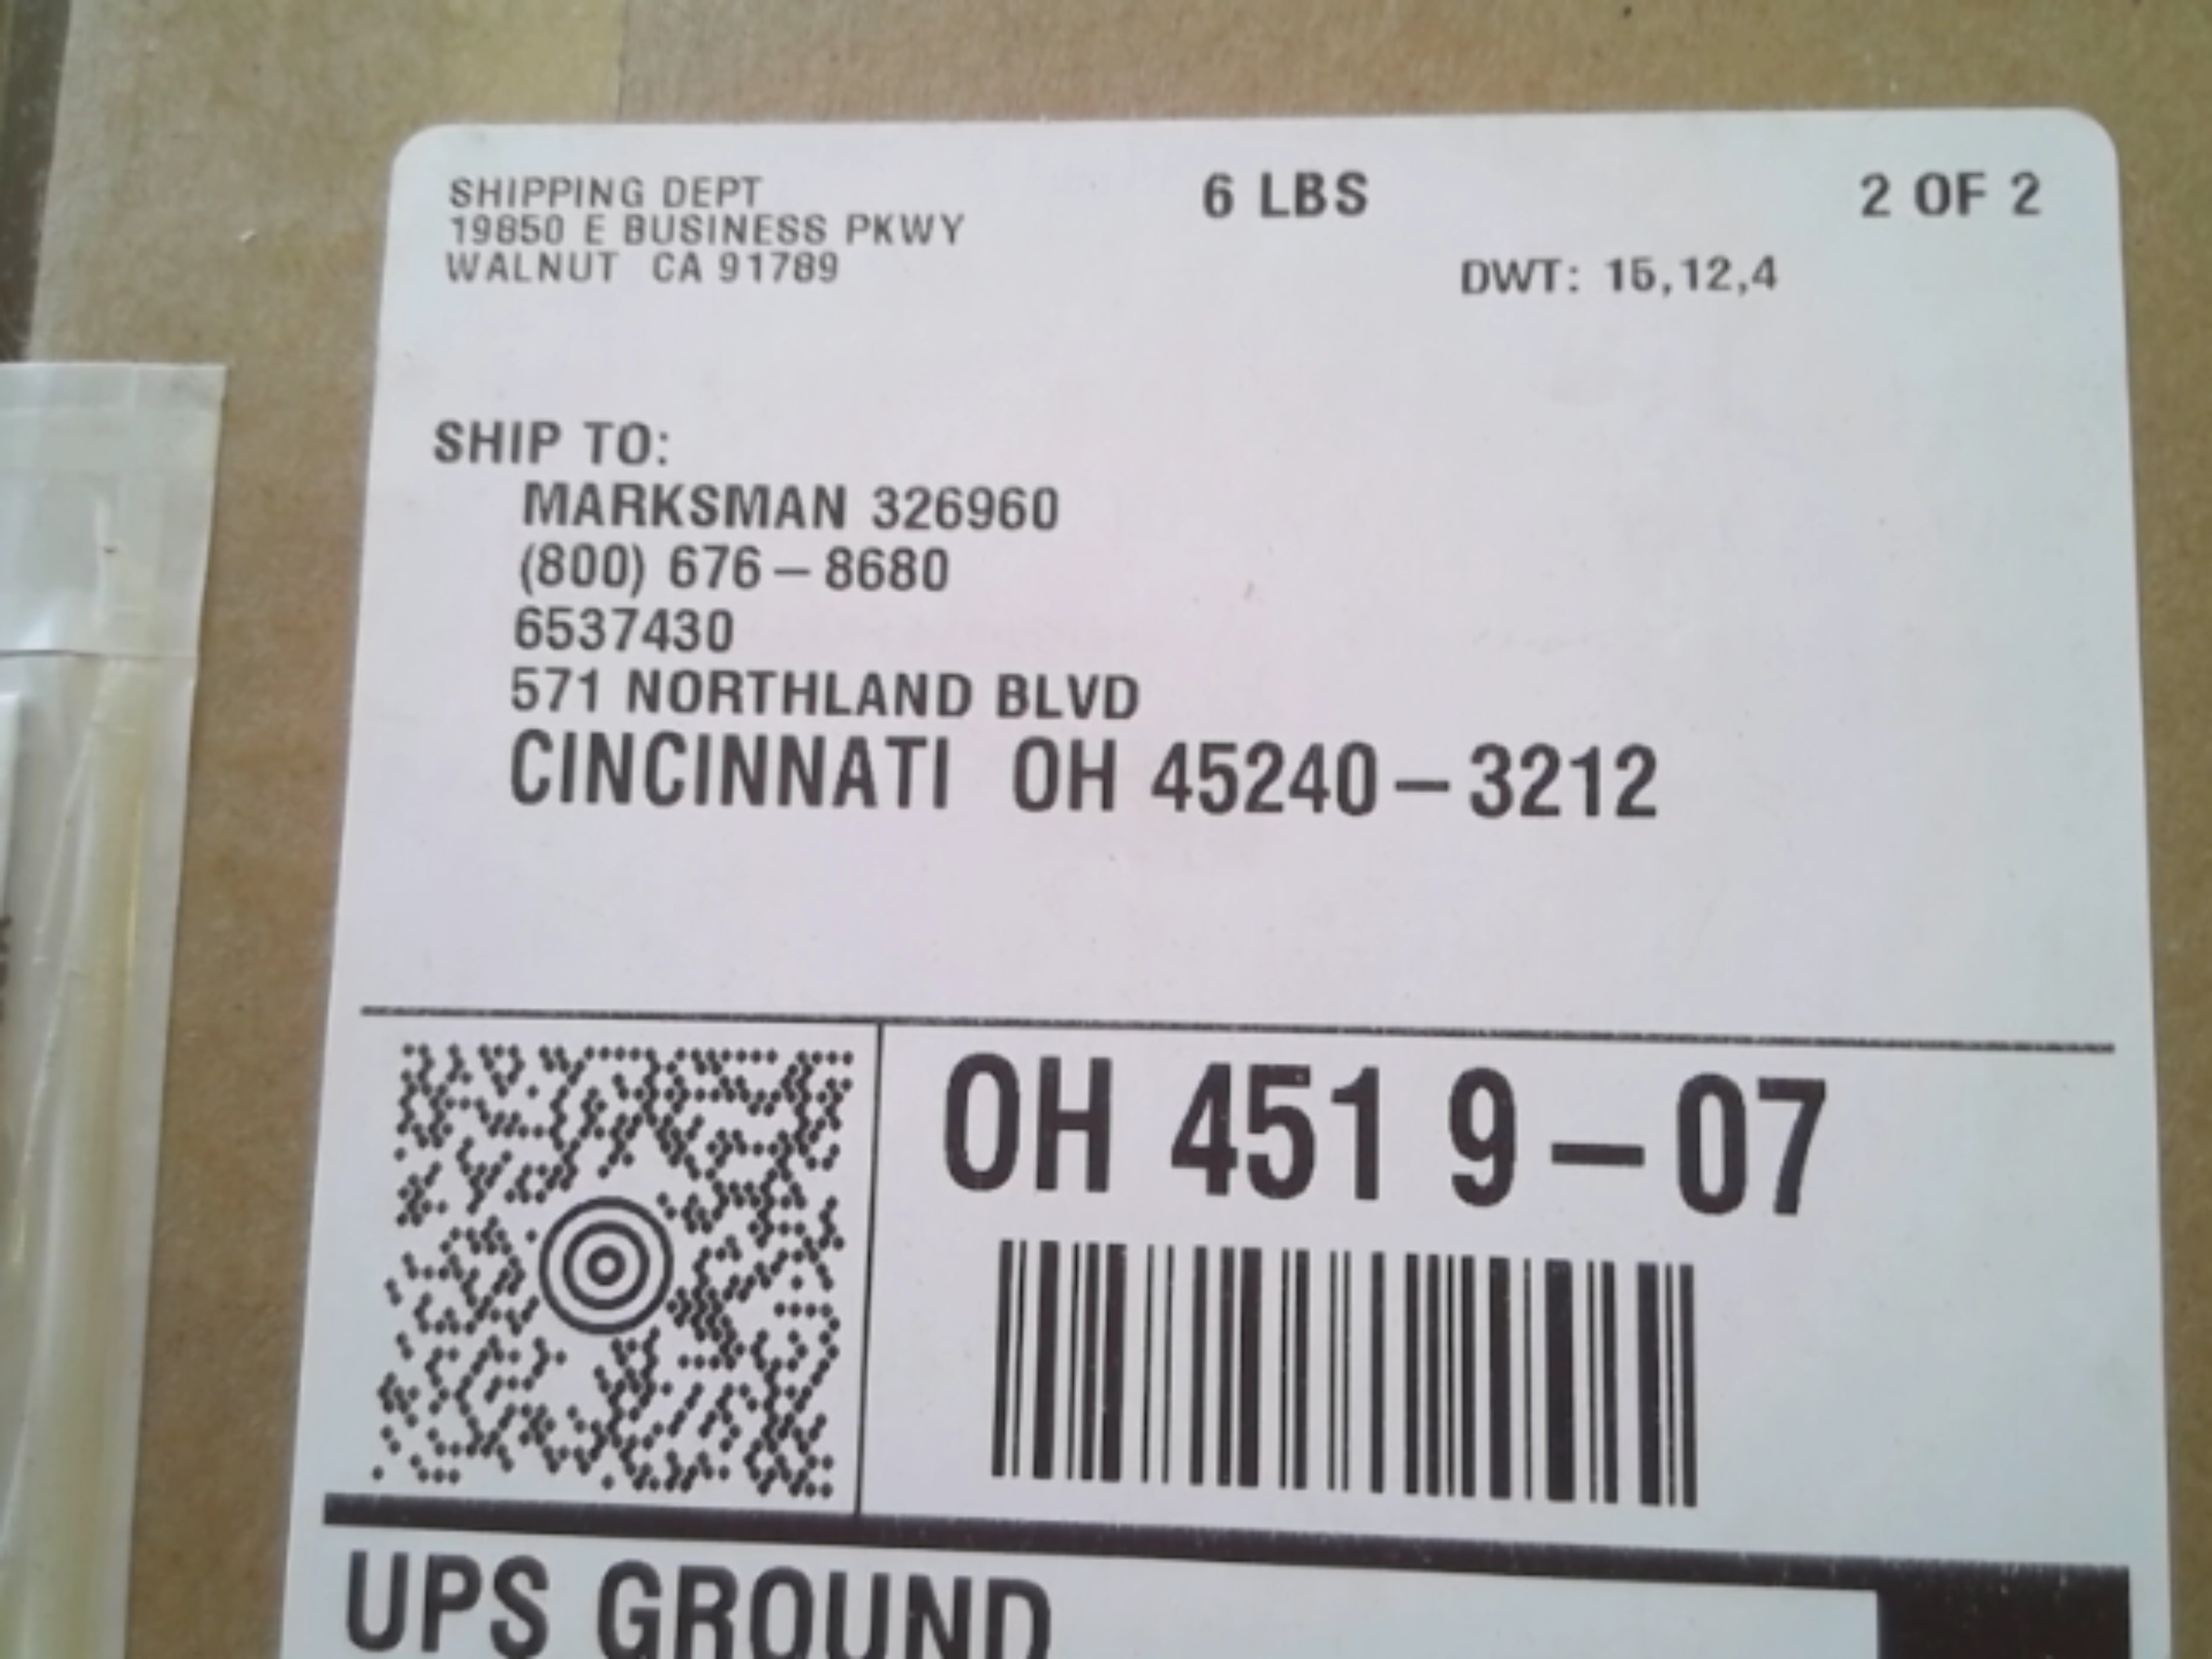 SHIPPING DEPT
19850 E BUSINESS PKWY
WALNUT CA 91789
6 LBS
2 OF 2
DWT: 15,12,4
SHIP TO:
MARKSMAN 326960
(800) 676-8680
6537430
571 NORTHLAND BLVD
CINCINNATI OH 45240-3212
OH 451 9-07
UPS GROUND